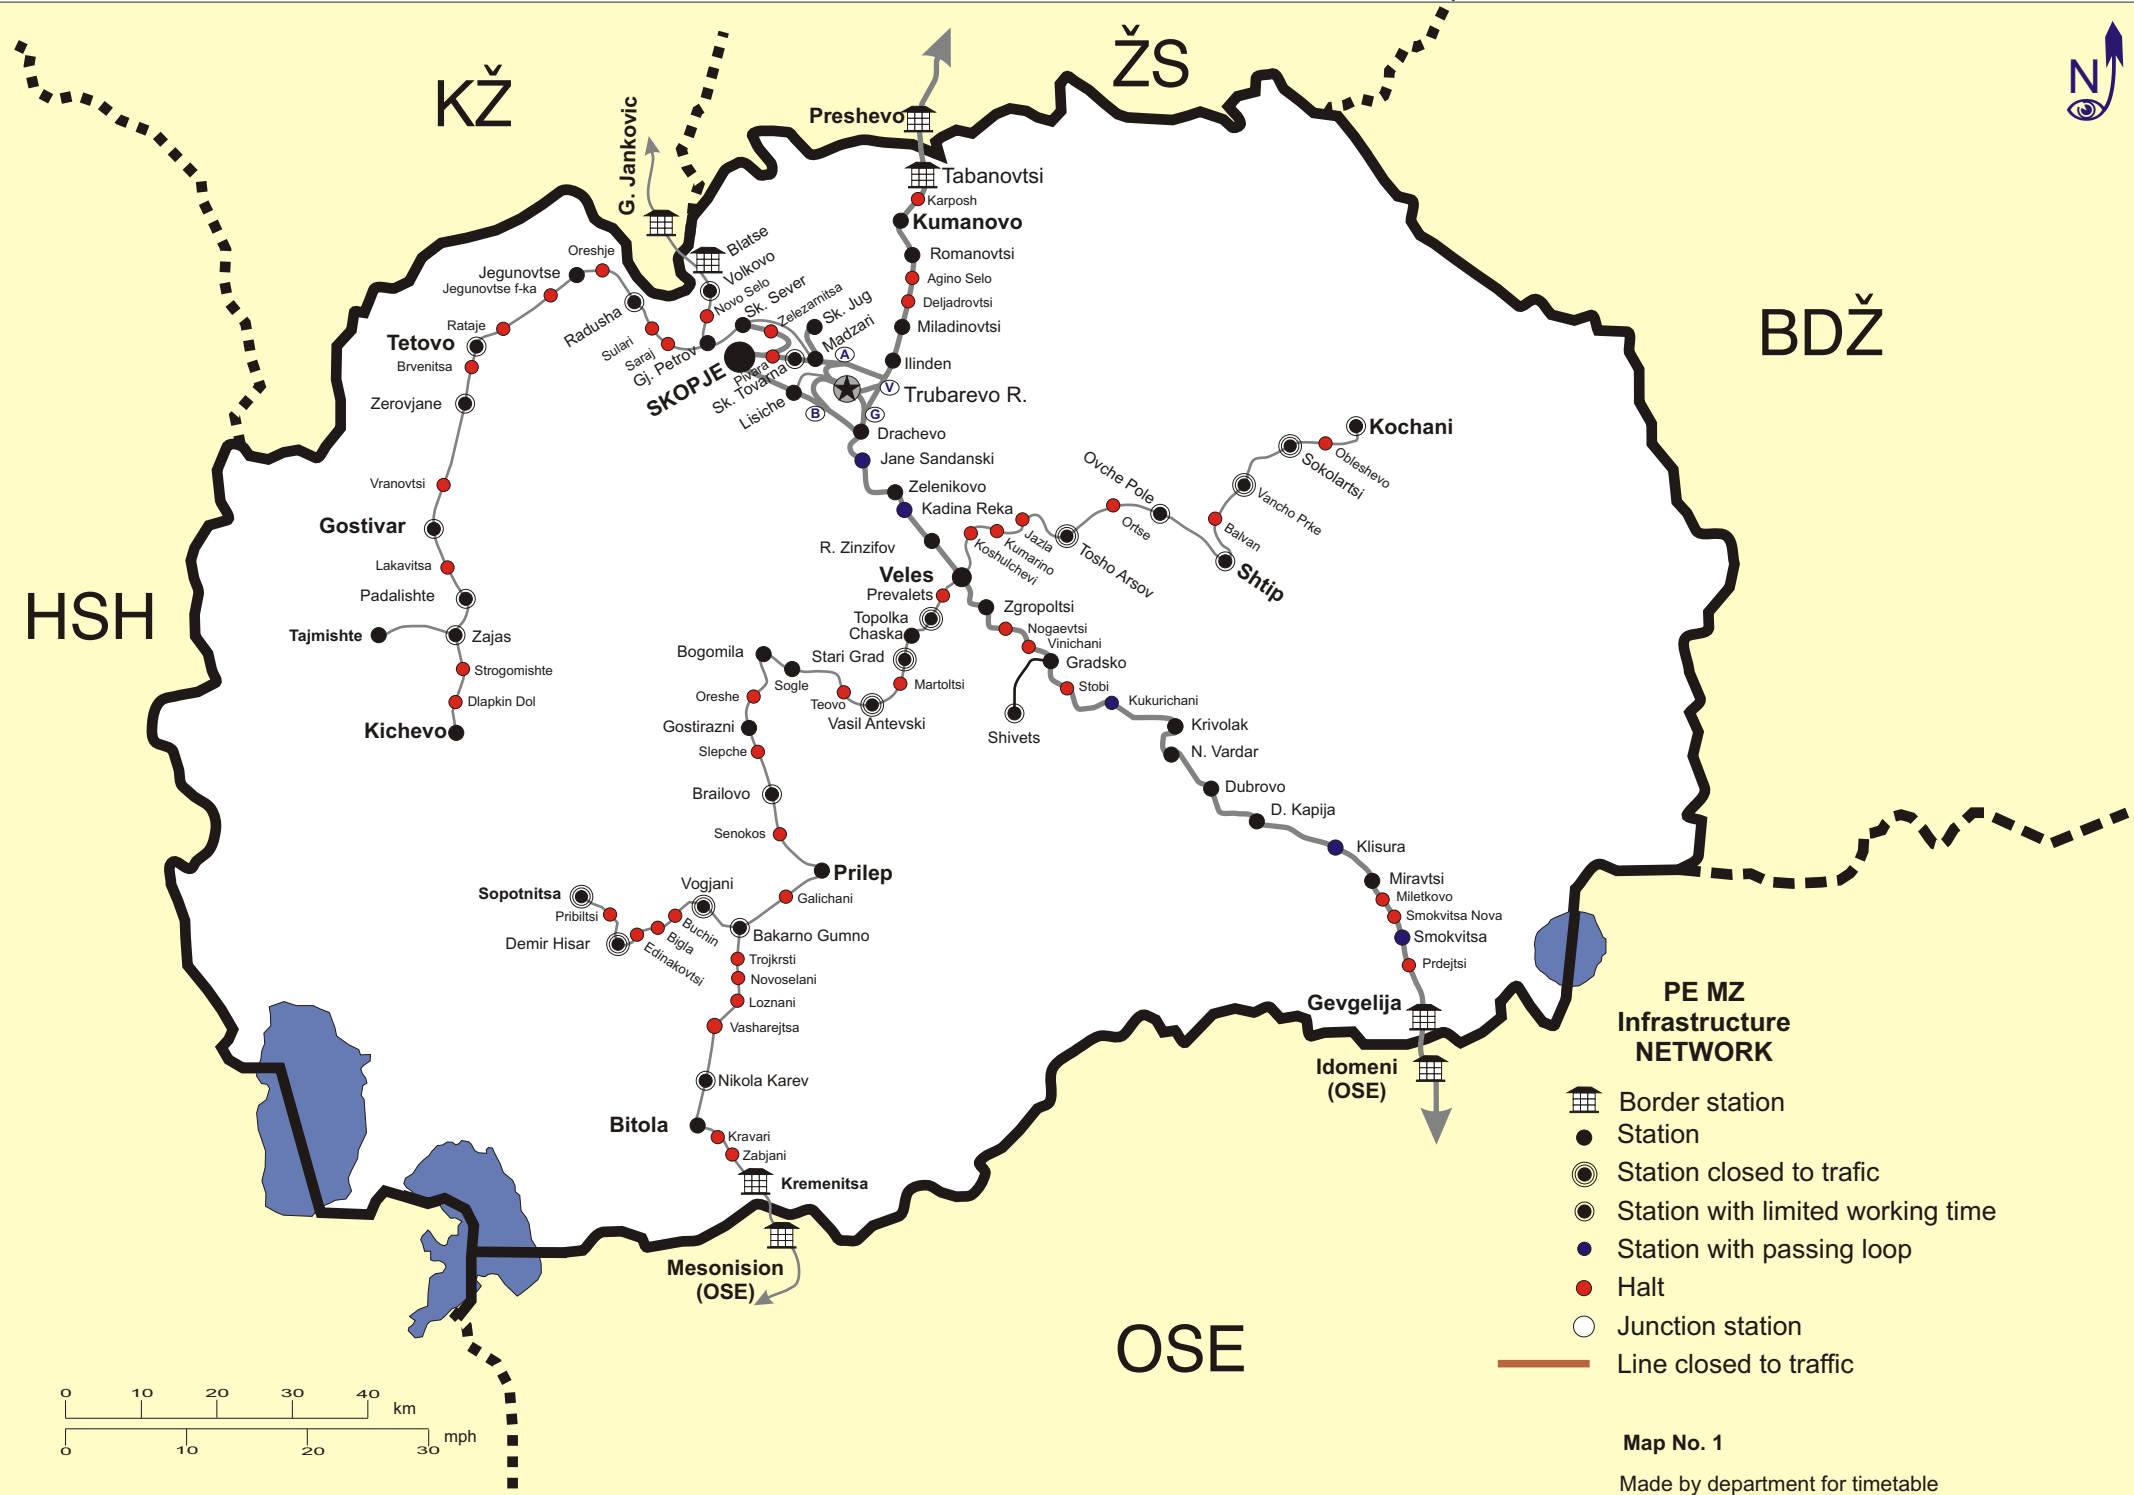 KŽ
ŽS
N
G. Jankovic
Preshevo
Tabanovtsi
Karposh
Kumanovo
Romanovtsi
Agino Selo
Deljadrovtsi
Miladinovtsi
Ilinden
Trubarevo R.
Blatse
Volkovo
Novo Selo
Sk. Sever
Zelezarnitsa
Sk. Jug
Madzari
A
V
B
G
Oreshje
Jegunovtse
Jegunovtse f-ka
Radusha
Sulari
Saraj
Gj. Petrov
SKOPJE
Pivara
Sk. Tovarna
Lisiche
Rataje
Tetovo
Brvenitsa
Zerovjane
Vranovtsi
Gostivar
Lakavitsa
Padalishte
Tajmishte
Zajas
Strogomishte
Dlapkin Dol
Kichevo
BDŽ
HSH
Drachevo
Jane Sandanski
Zelenikovo
Kadina Reka
R. Zinzifov
Veles
Prevalets
Topolka
Chaska
Stari Grad
Martoltsi
Vasil Antevski
Teovo
Sogle
Bogomila
Oreshe
Gostirazni
Slepche
Brailovo
Senokos
Prilep
Galichani
Kochani
Obleshevo
Sokolartsi
Vancho Prke
Balvan
Shtip
Ovche Pole
Ortse
Tosho Arsov
Jazla
Kumarino
Koshulchevi
Zgropoltsi
Nogaevtsi
Vinichani
Gradsko
Shivets
Stobi
Kukurichani
Krivolak
N. Vardar
Dubrovo
D. Kapija
Klisura
Miravtsi
Miletkovo
Smokvitsa Nova
Smokvitsa
Prdejtsi
Gevgelija
Idomeni
(OSE)
Sopotnitsa
Pribiltsi
Demir Hisar
Vogjani
Buchin
Bigla
Edinakovtsi
Bakarno Gumno
Trojkrsti
Novoselani
Loznani
Vasharejtsa
Nikola Karev
Bitola
Kravari
Zabjani
Kremenitsa
Mesonision
(OSE)
OSE
PE MZ
Infrastructure
NETWORK
Border station
Station
Station closed to trafic
Station with limited working time
Station with passing loop
Halt
Junction station
Line closed to traffic
0 10 20 30 40
km
0 10 20 30
mph
Map No. 1
Made by department for timetable